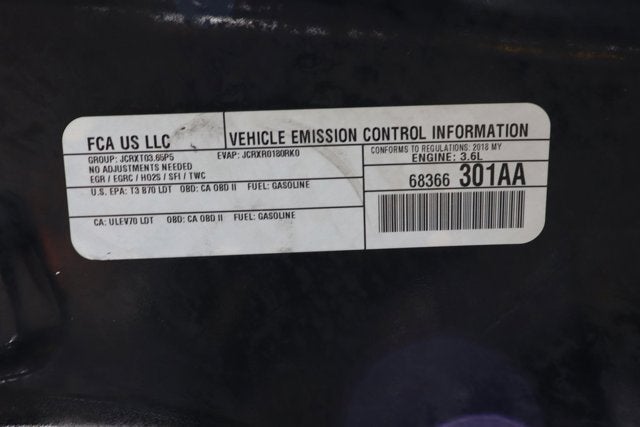 FCA US LLC
VEHICLE EMISSION CONTROL INFORMATION
GROUP: JCRXT03.65P5 EVAP: JCRXR0180RK0
NO ADJUSTMENTS NEEDED
EGR / EGRC / HO2S / SFI / TWC
CONFORMS TO REGULATIONS: 2018 MY
ENGINE: 3.6L
U.S. EPA: T3 B70 LDT OBD: CA OBD II FUEL: GASOLINE
68366 301AA
CA: ULEV70 LDT OBD: CA OBD II FUEL: GASOLINE